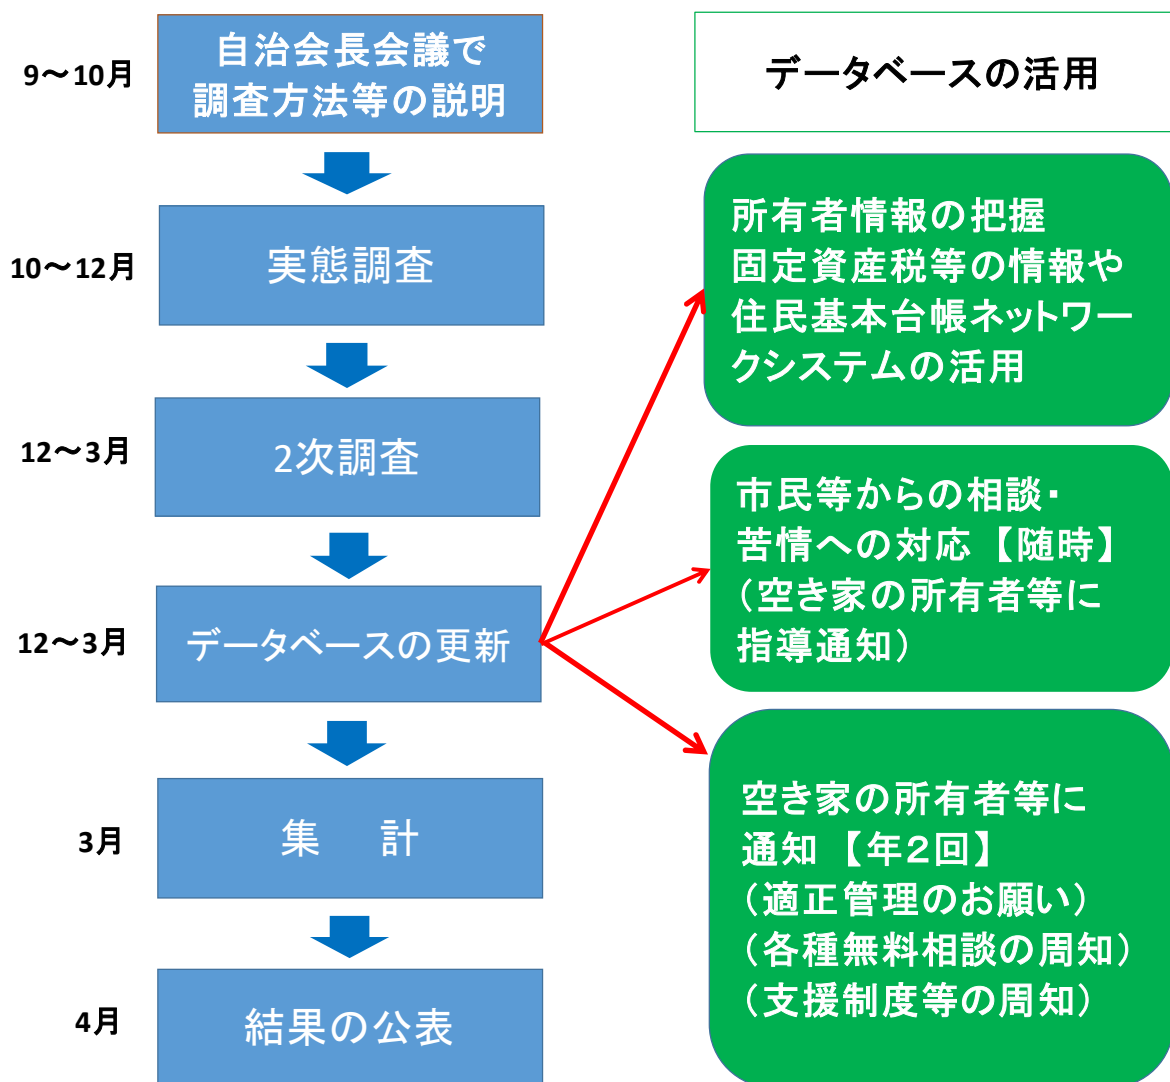 9～10月
自治会長会議で
調査方法等の説明
10～12月
実態調査
12～3月
2次調査
12～3月
データベースの更新
3月
集　計
4月
結果の公表
データベースの活用
所有者情報の把握
固定資産税等の情報や
住民基本台帳ネットワー
クシステムの活用
市民等からの相談・
苦情への対応【随時】
（空き家の所有者等に
指導通知）
空き家の所有者等に
通知【年２回】
（適正管理のお願い）
（各種無料相談の周知）
（支援制度等の周知）